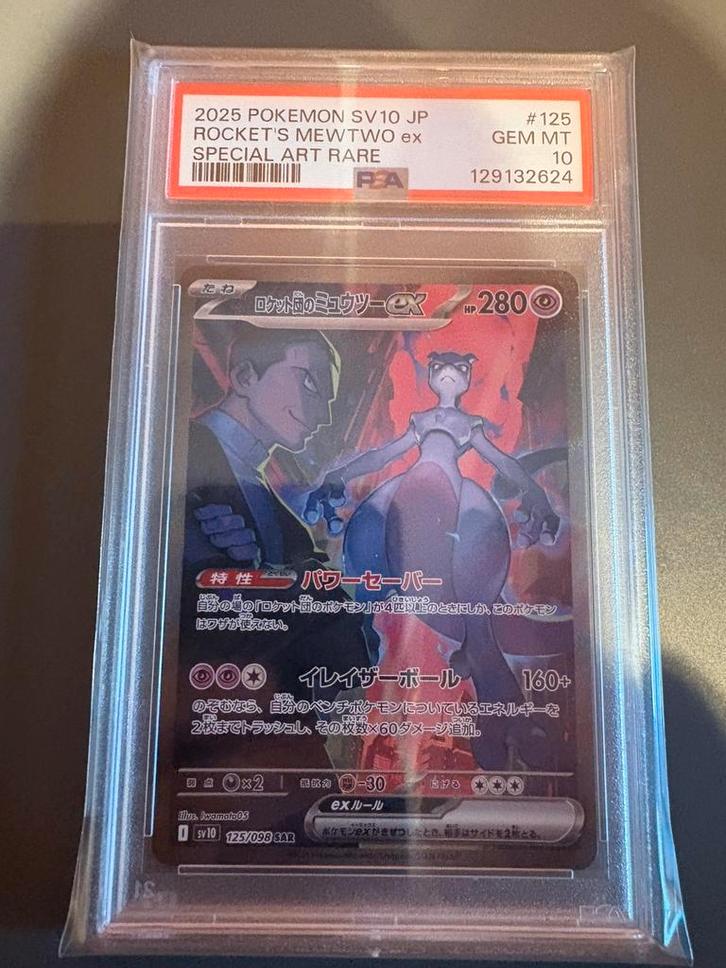 2025 POKEMON SV10 JP #125
ROCKET'S MEWTWO ex GEM MT
SPECIAL ART RARE 10
PSA 129132624
たね
ロケット団のミュウツーex HP280
特性 パワーセーバー
自分の場の「ロケット団のポケモン」が4匹以上のときにしか、このポケモン
はワザが使えない。
イレイザーボール 160+
のぞむなら、自分のベンチポケモンについているエネルギーを
2枚までトラッシュし、その枚数×60ダメージ追加。
弱点 ×2 抵抗力 -30 にげる
exルール
ポケモンexがきぜつしたとき、相手はサイドを2枚とる。
Illus. Iwamoto05
I sv10 125/098 SAR